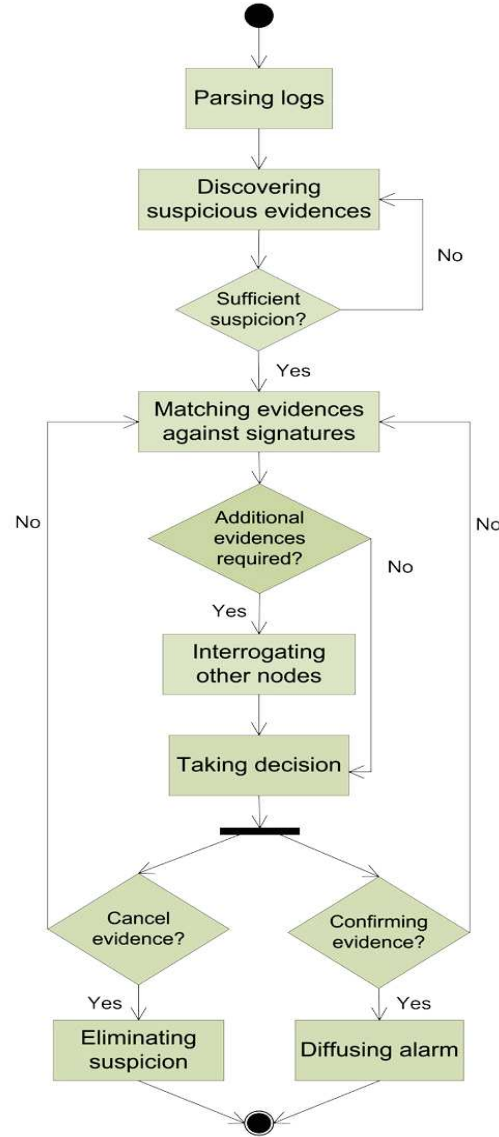 Parsing logs
Discovering
suspicious evidences
No
Sufficient
suspicion?
Yes
Matching evidences
against signatures
No
No
Additional
evidences
required?
No
Yes
Interrogating
other nodes
Taking decision
Cancel
evidence?
Confirming
evidence?
Yes
Yes
Eliminating
suspicion
Diffusing alarm